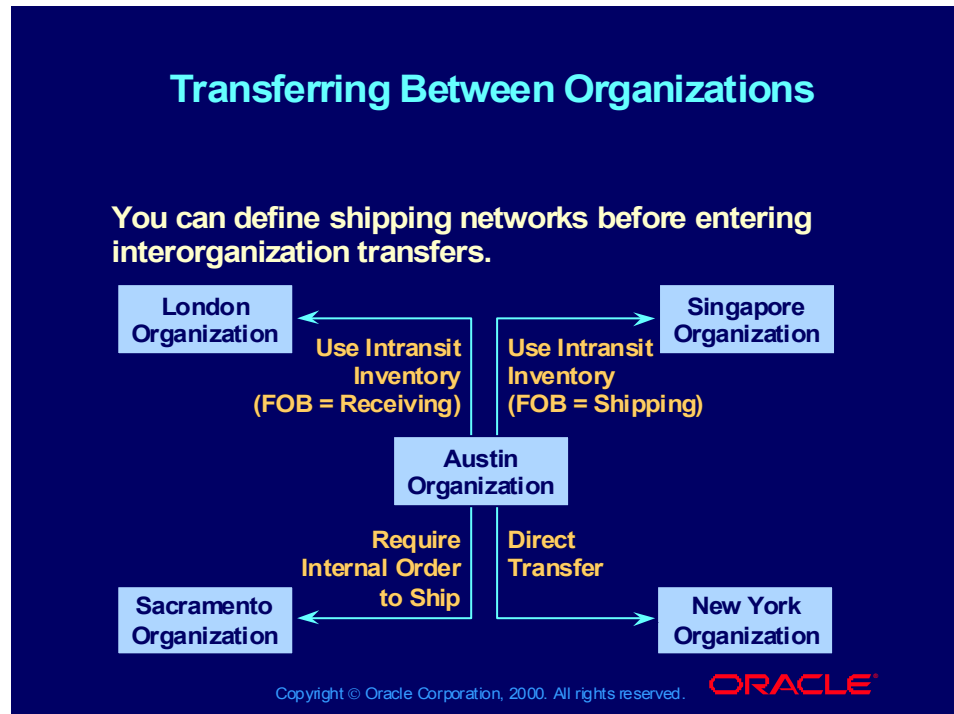 Transferring Between Organizations
You can define shipping networks before entering
interorganization transfers.
London
Organization
Singapore
Organization
Use Intransit
Inventory
(FOB = Receiving)
Use Intransit
Inventory
(FOB = Shipping)
Austin
Organization
Require
Internal Order
to Ship
Direct
Transfer
Sacramento
Organization
New York
Organization
Copyright © Oracle Corporation, 2000. All rights reserved.
ORACLE®